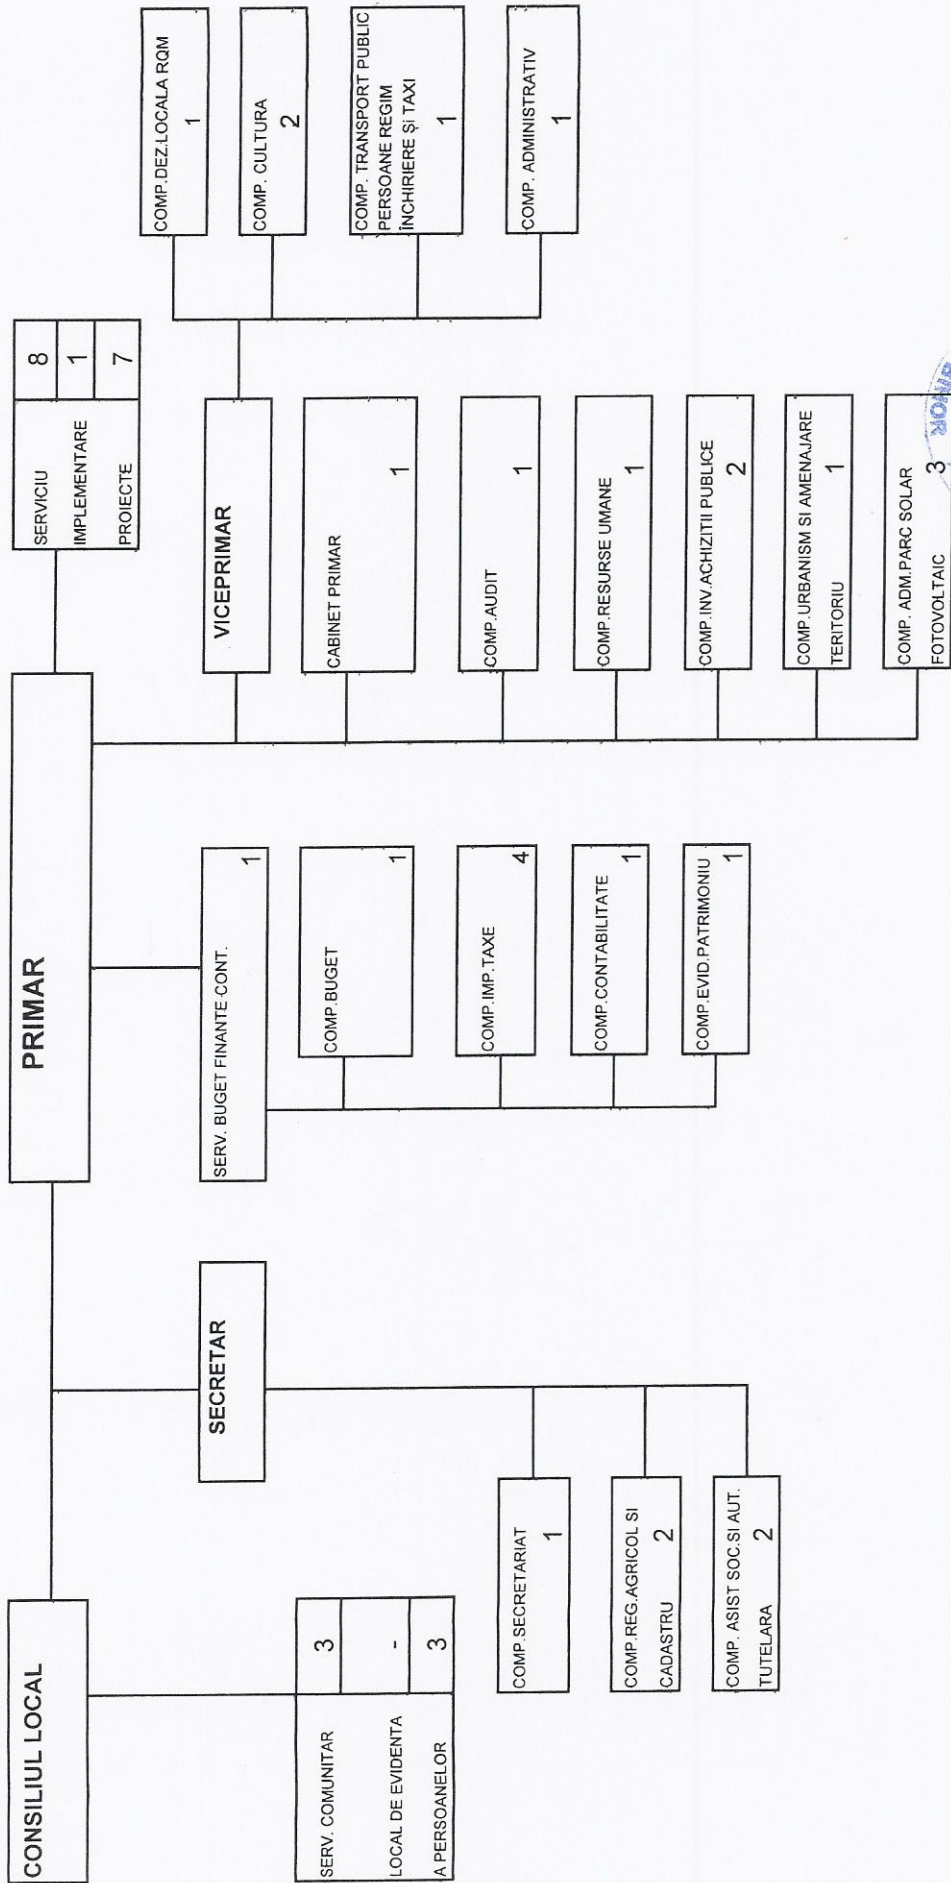 CONSILIUL LOCAL
PRIMAR
SERVICIU
IMPLEMENTARE
PROIECTE
8
1
7
SERV. COMUNITAR
LOCAL DE EVIDENTA
A PERSOANELOR
3
-
3
SECRETAR
COMP.SECRETARIAT
1
COMP.REG.AGRICOL SI
CADASTRU 2
COMP. ASIST SOC.SI AUT.
TUTELARA 2
SERV. BUGET FINANTE-CONT.
1
COMP.BUGET
1
COMP.IMP.TAXE
4
COMP.CONTABILITATE
1
COMP.EVID.PATRIMONIU
1
VICEPRIMAR
CABINET PRIMAR
1
COMP.AUDIT
1
COMP.RESURSE UMANE
1
COMP.INV.ACHIZITII PUBLICE
2
COMP.URBANISM SI AMENAJARE
TERITORIU 1
COMP. ADM.PARC SOLAR
FOTOVOLTAIC 3
COMP.DEZ.LOCALA RQM
1
COMP. CULTURA
2
COMP. TRANSPORT PUBLIC
PERSOANE REGIM
ÎNCHIRIERE ȘI TAXI
1
COMP. ADMINISTRATIV
1
BIHOR